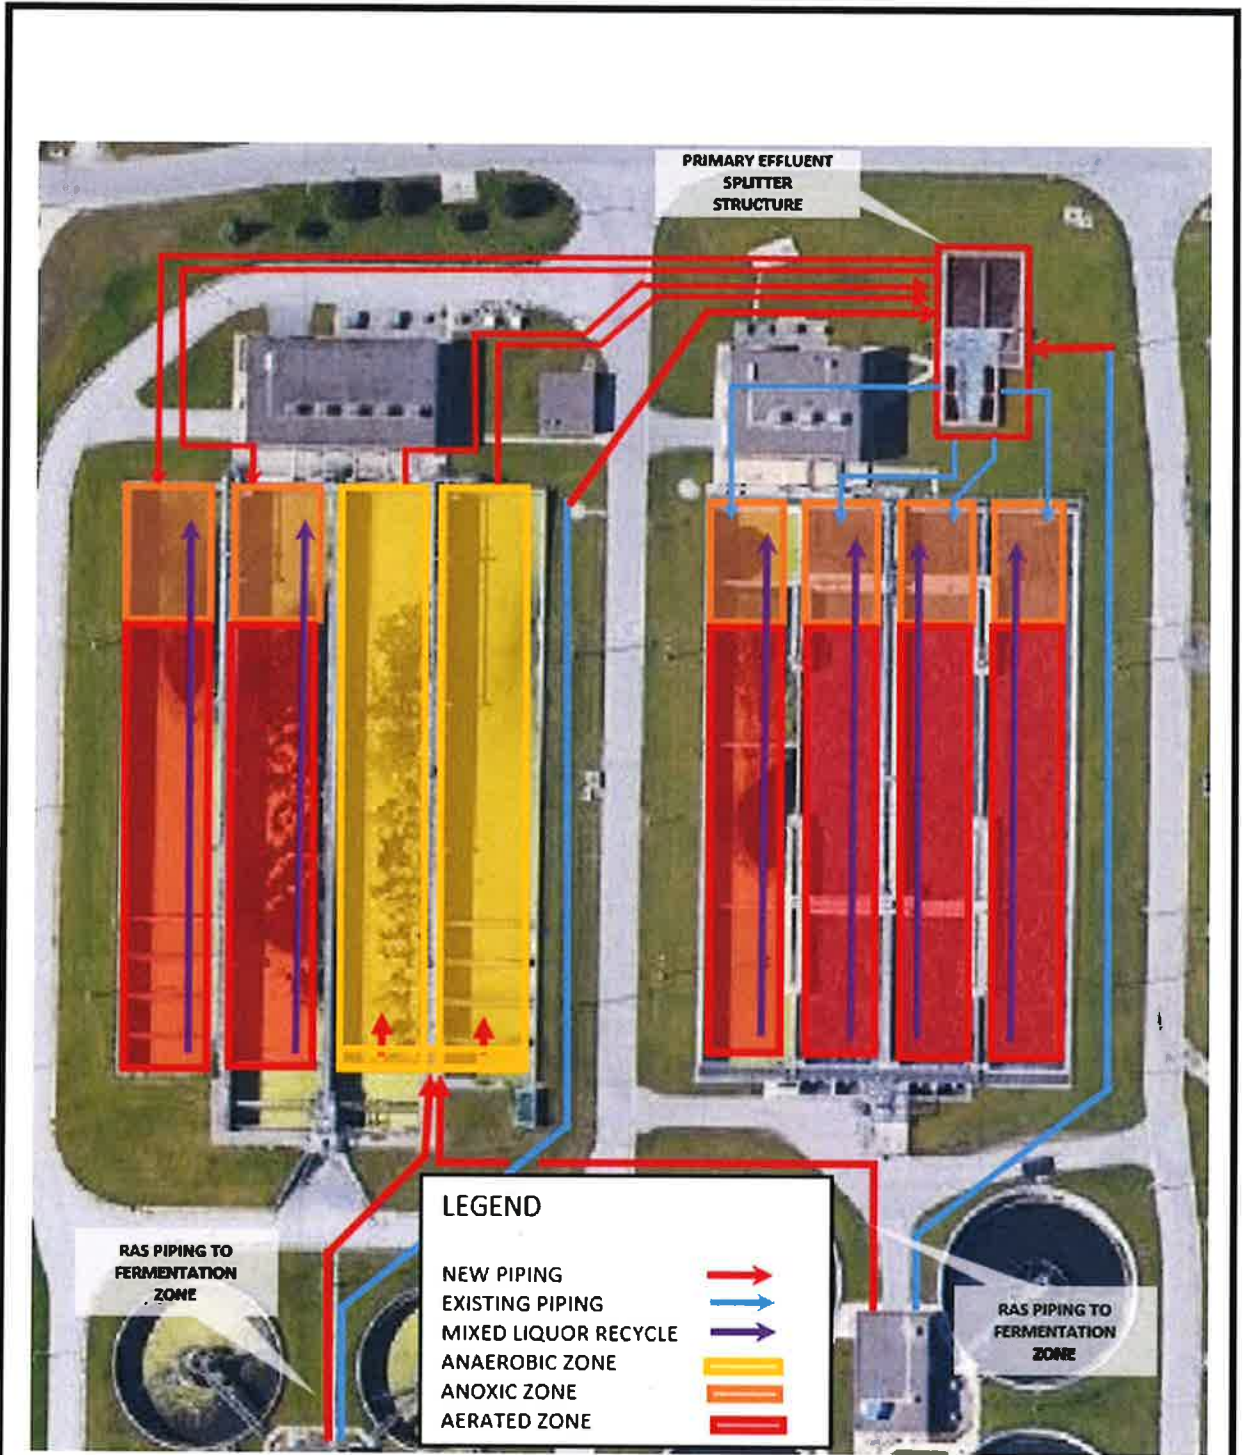 PRIMARY EFFLUENT
SPLITTER
STRUCTURE
RAS PIPING TO
FERMENTATION
ZONE
LEGEND
NEW PIPING
EXISTING PIPING
MIXED LIQUOR RECYCLE
ANAEROBIC ZONE
ANOXIC ZONE
AERATED ZONE
RAS PIPING TO
FERMENTATION
ZONE